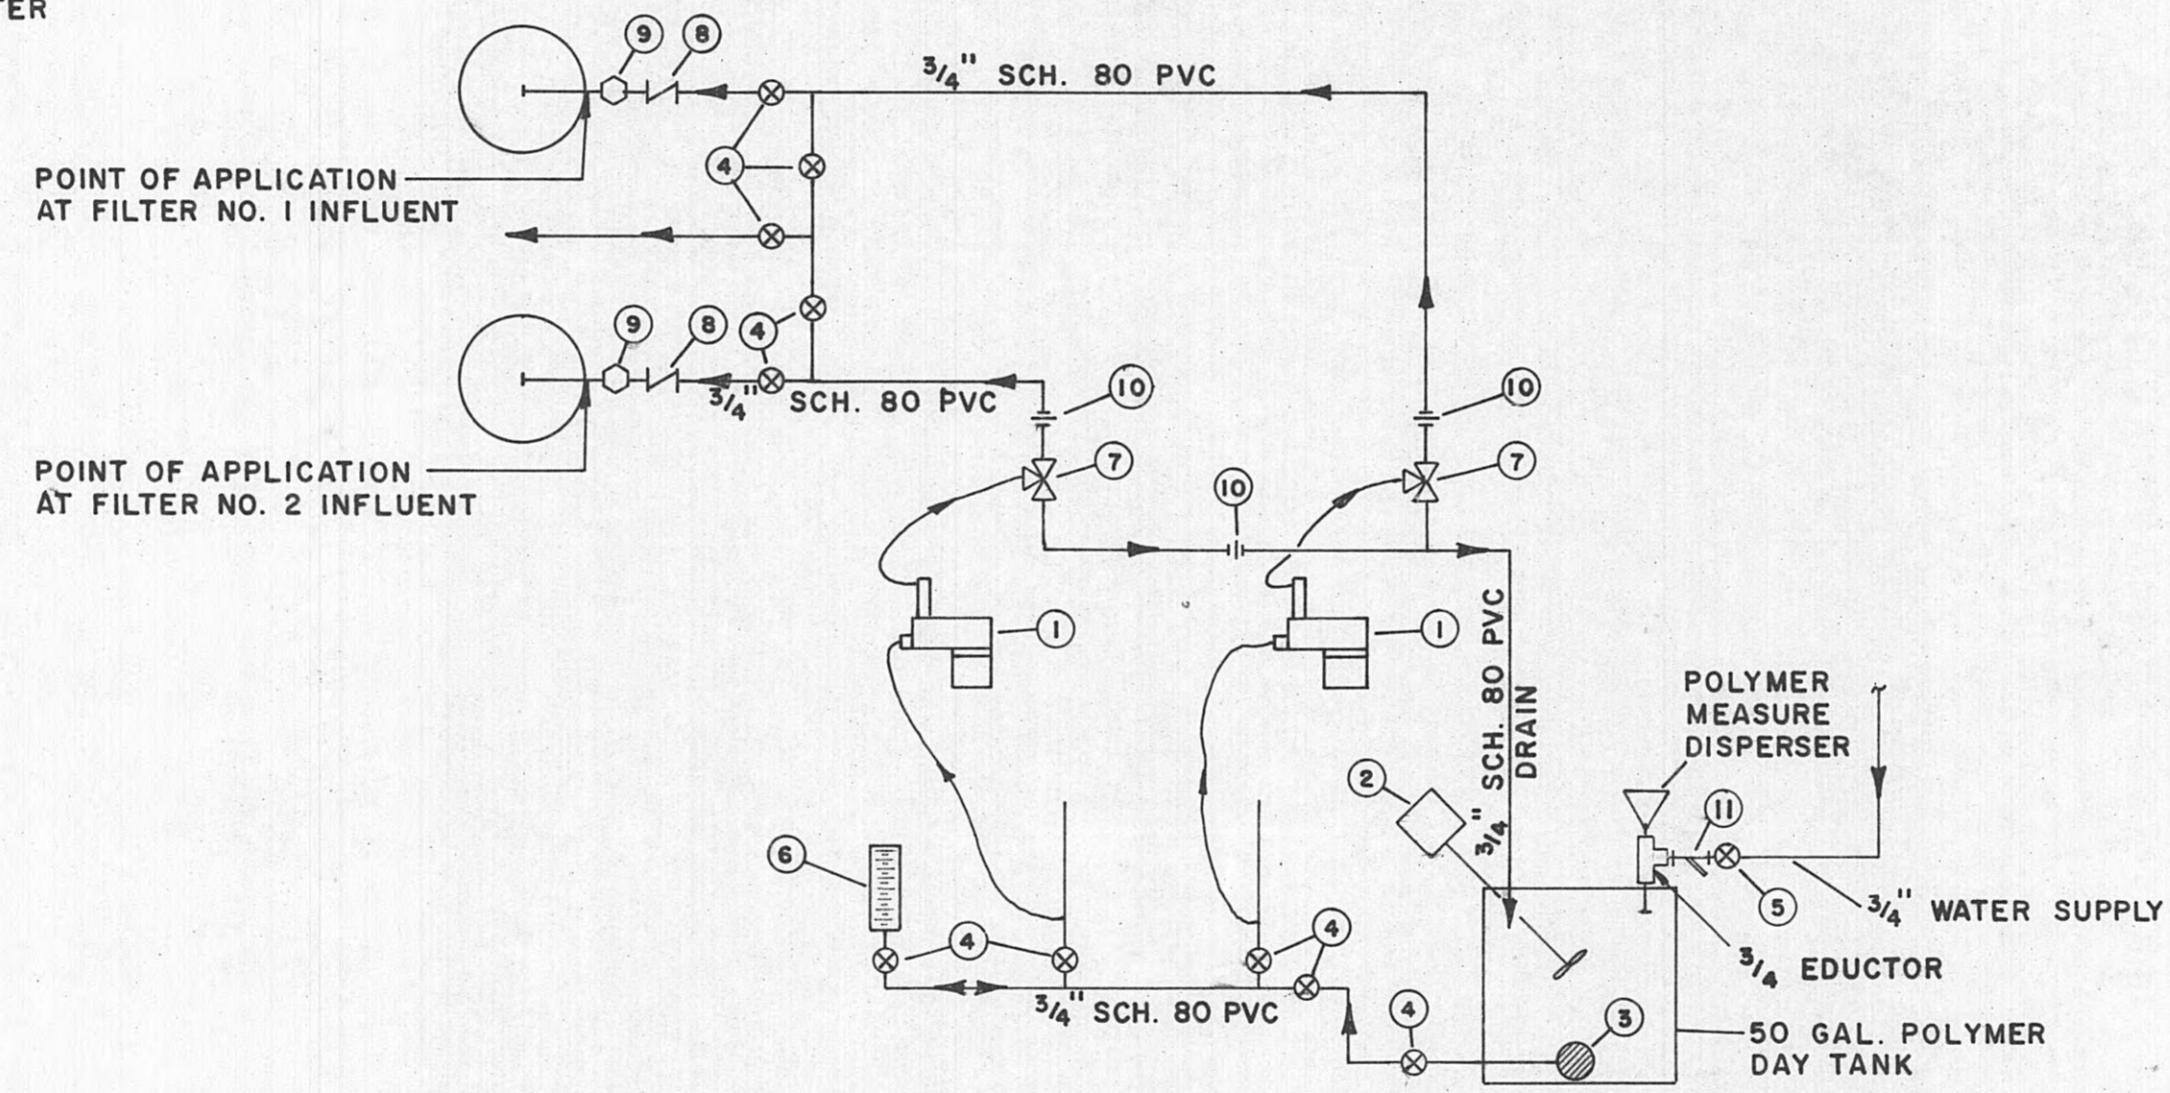 TER
9
8
3/4" SCH. 80 PVC
4
POINT OF APPLICATION
AT FILTER NO. 1 INFLUENT
9
8
4
3/4" SCH. 80 PVC
10
10
POINT OF APPLICATION
AT FILTER NO. 2 INFLUENT
7
10
7
1
1
3/4" SCH. 80 PVC
DRAIN
POLYMER
MEASURE
DISPERSER
2
11
6
5
3/4" WATER SUPPLY
4
4
3/4 EDUCTOR
3/4" SCH. 80 PVC
4
3
50 GAL. POLYMER
DAY TANK